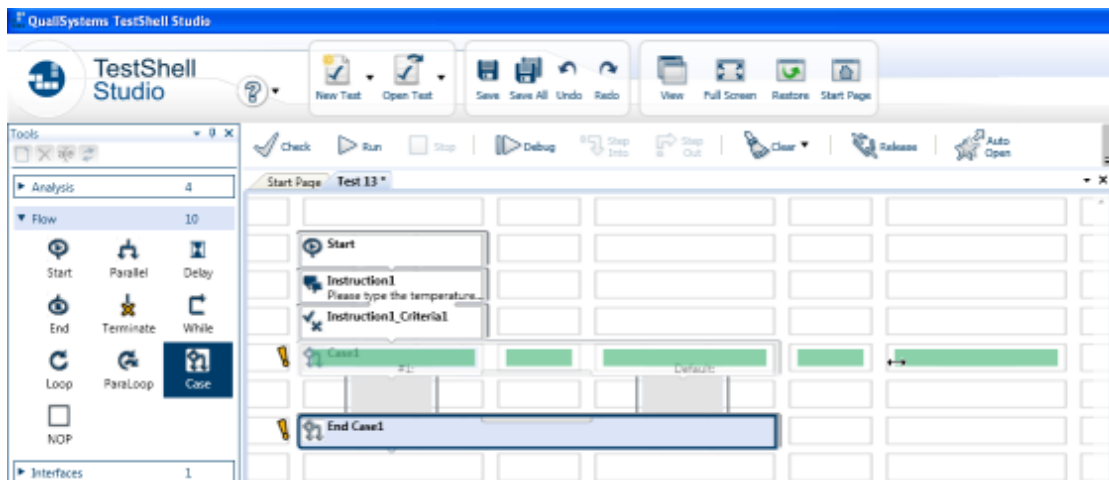 QualiSystems TestShell Studio
TestShell
Studio
?
New Test Open Test Save Save All Undo Redo View Full Screen Restore Start Page
Tools
Check Run Stop Debug Step Into Step Out Clear Release Auto Open
Start Page Test 13 *
Analysis 4
Flow 10
Start Parallel Delay
End Terminate While
Loop ParaLoop Case
NOP
Interfaces 1
Start
Instruction1
Please type the temperature...
Instruction1_Criteria1
Case1
#1: Default:
End Case1